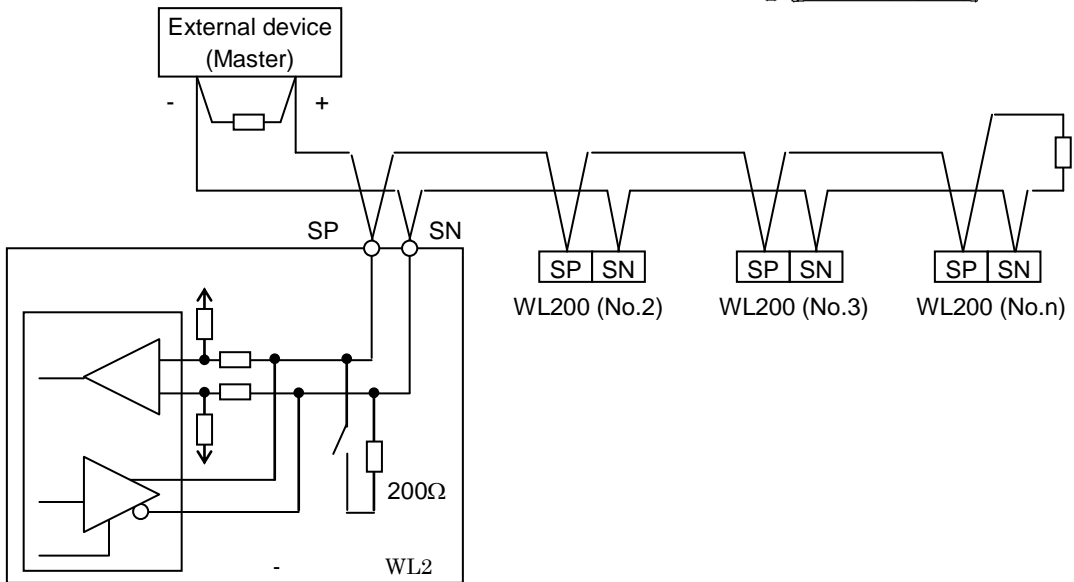 External device
(Master)
- +
SP SN
SP SN SP SN SP SN
WL200 (No.2) WL200 (No.3) WL200 (No.n)
200Ω
- WL2